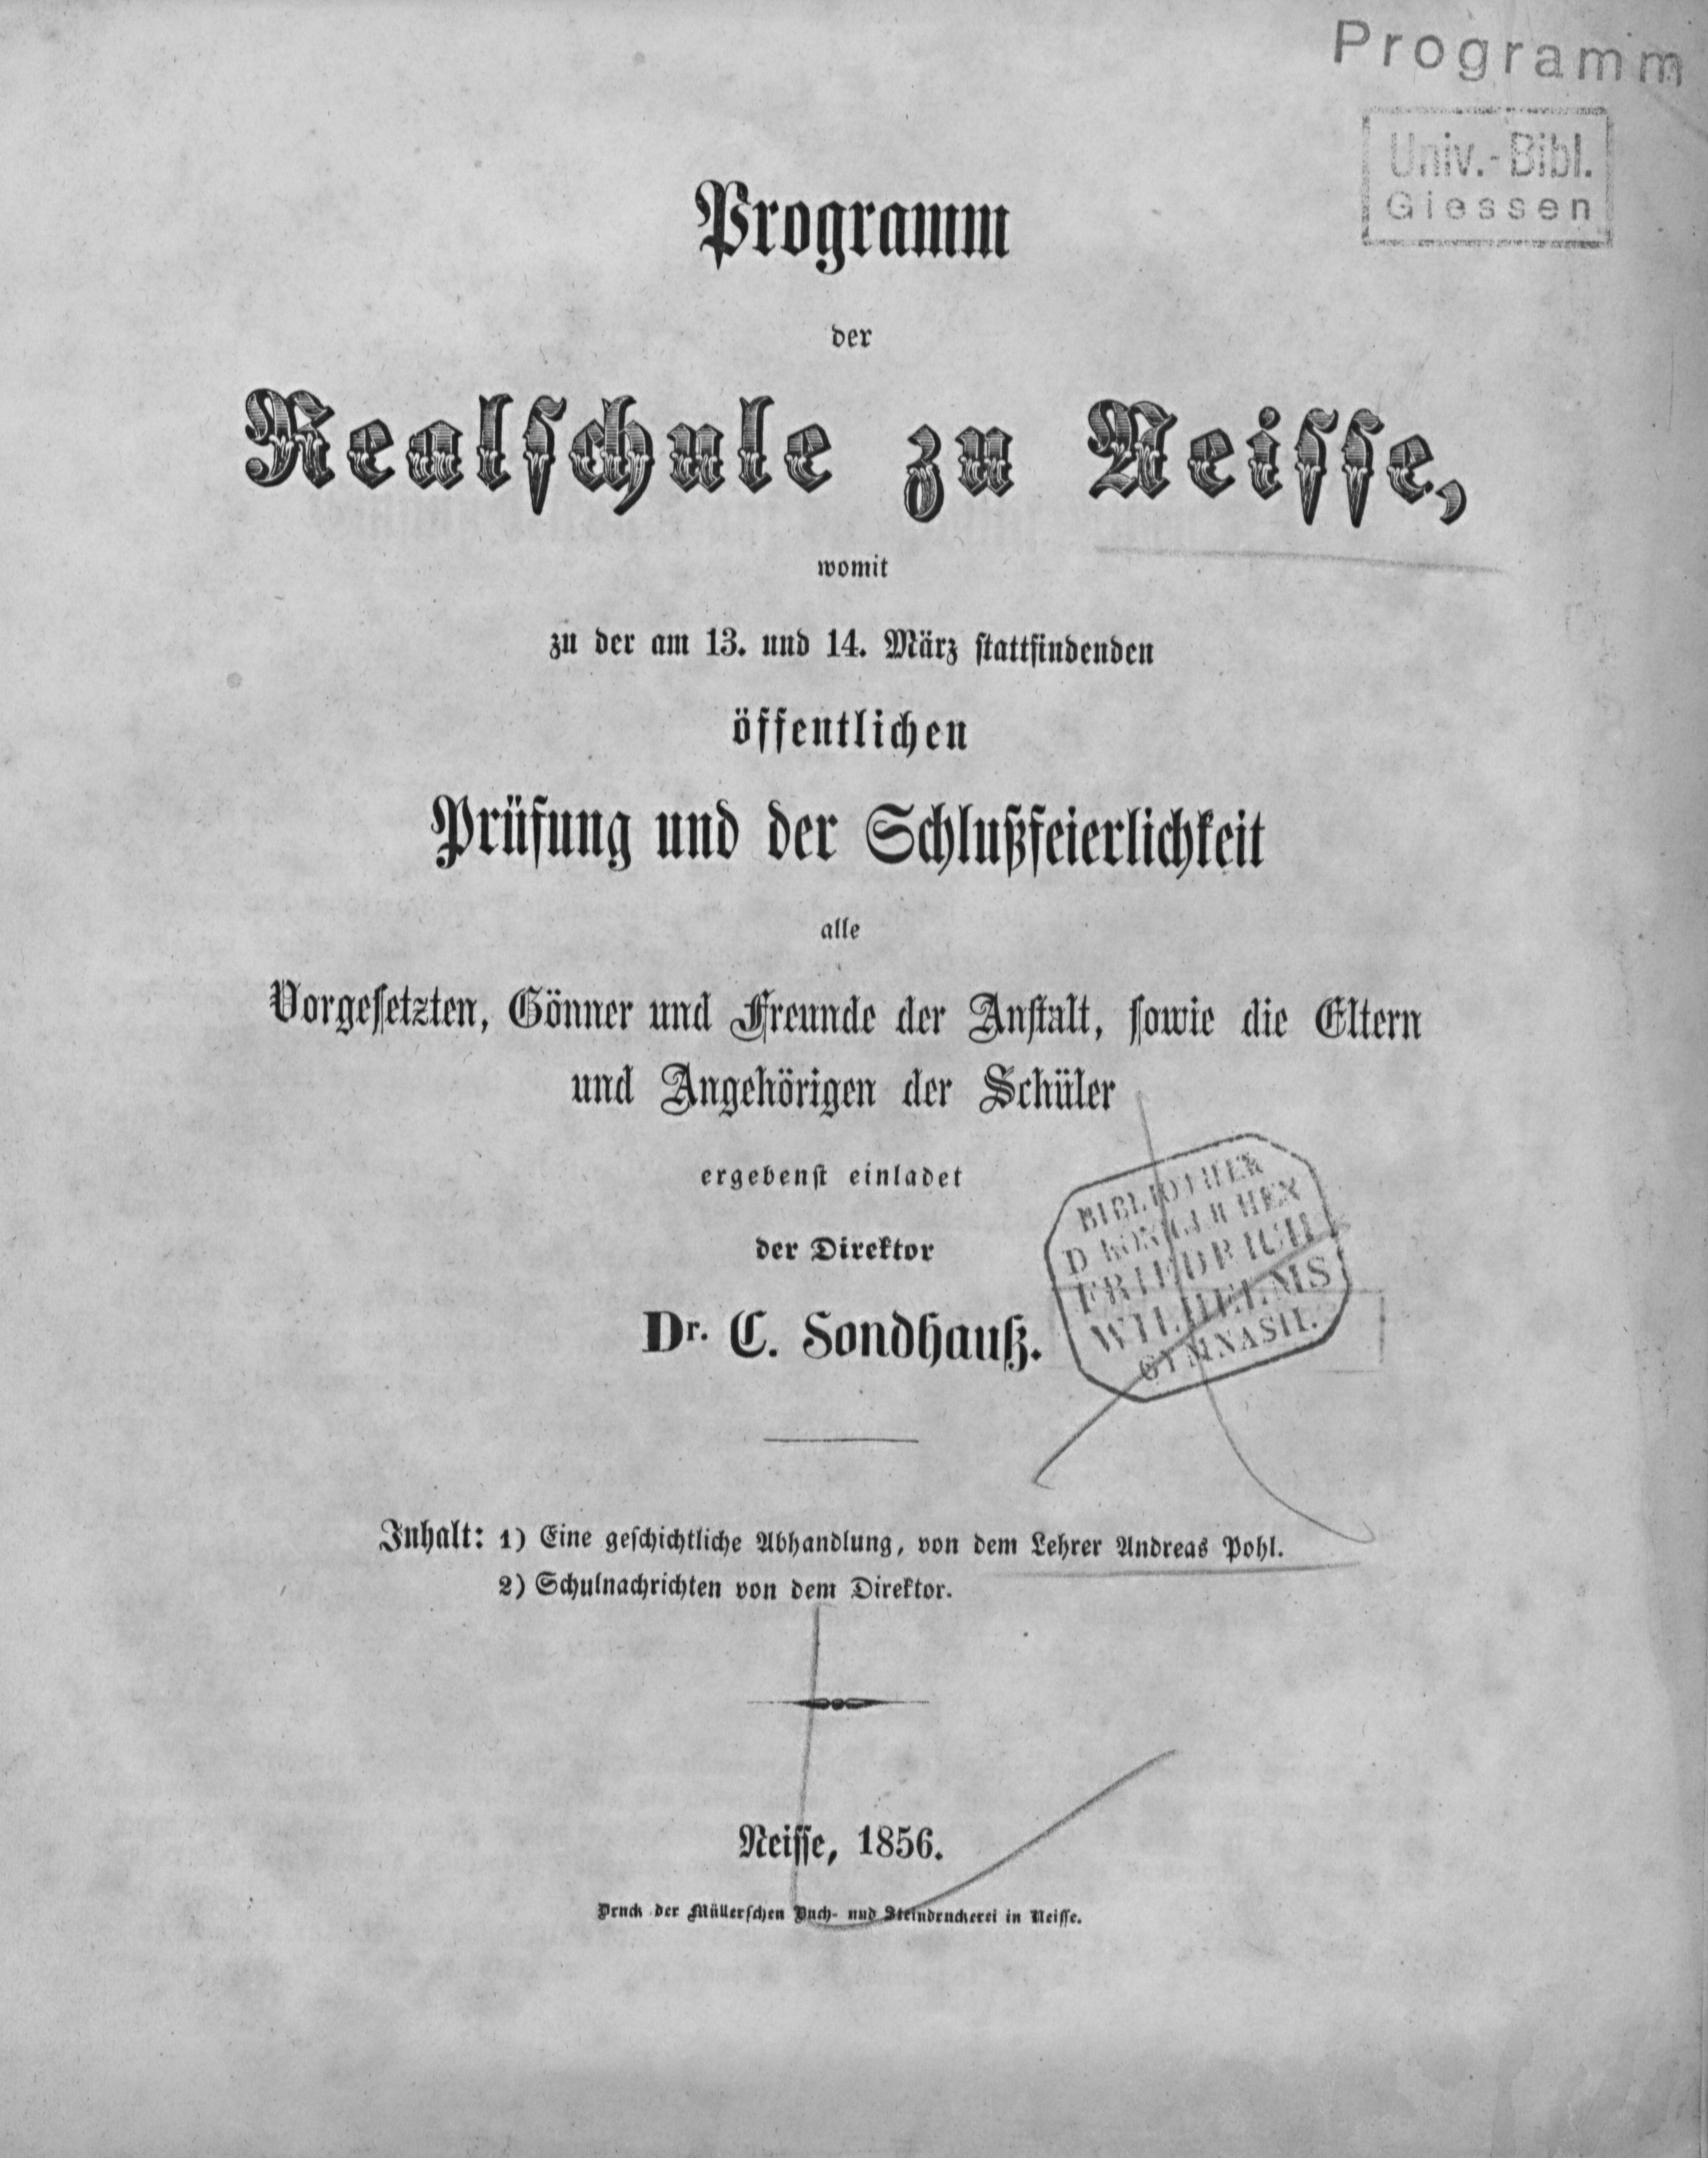 Programm
Univ.-Bibl.
Giessen
Programm
der
Realschule zu Neisse,
womit
zu der am 13. und 14. März stattfindenden
öffentlichen
Prüfung und der Schlußfeierlichkeit
alle
Vorgesetzten, Gönner und Freunde der Anstalt, sowie die Eltern
und Angehörigen der Schüler
ergebenst einladet
der Direktor
Dr. C. Sondhauß.
BIBLIOTHEK
D. KÖNIGLICHEN
FRIEDRICH
WILHELMS
GYMNASII.
Inhalt: 1) Eine geschichtliche Abhandlung, von dem Lehrer Andreas Pohl.
2) Schulnachrichten von dem Direktor.
Neisse, 1856.
Druck der Müllerschen Buch- und Steindruckerei in Neisse.